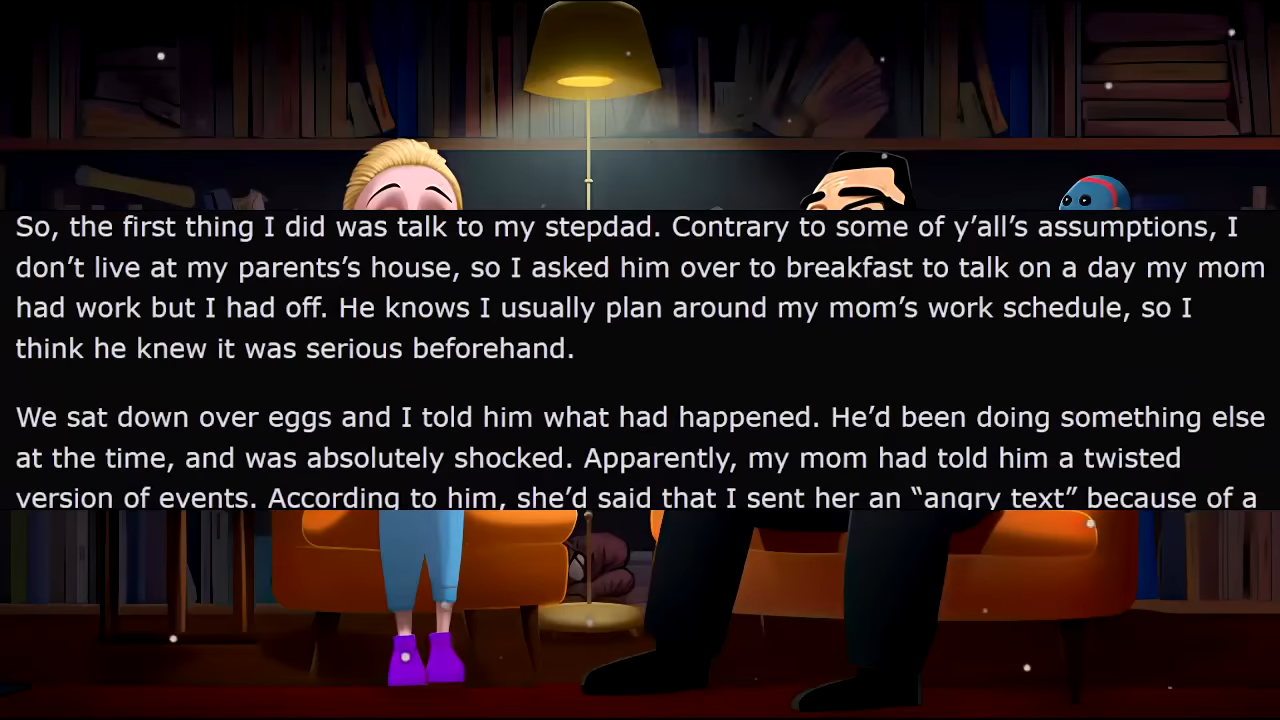 So, the first thing I did was talk to my stepdad. Contrary to some of y’all’s assumptions, I
don’t live at my parents’s house, so I asked him over to breakfast to talk on a day my mom
had work but I had off. He knows I usually plan around my mom’s work schedule, so I
think he knew it was serious beforehand.
We sat down over eggs and I told him what had happened. He’d been doing something else
at the time, and was absolutely shocked. Apparently, my mom had told him a twisted
version of events. According to him, she’d said that I sent her an “angry text” because of a